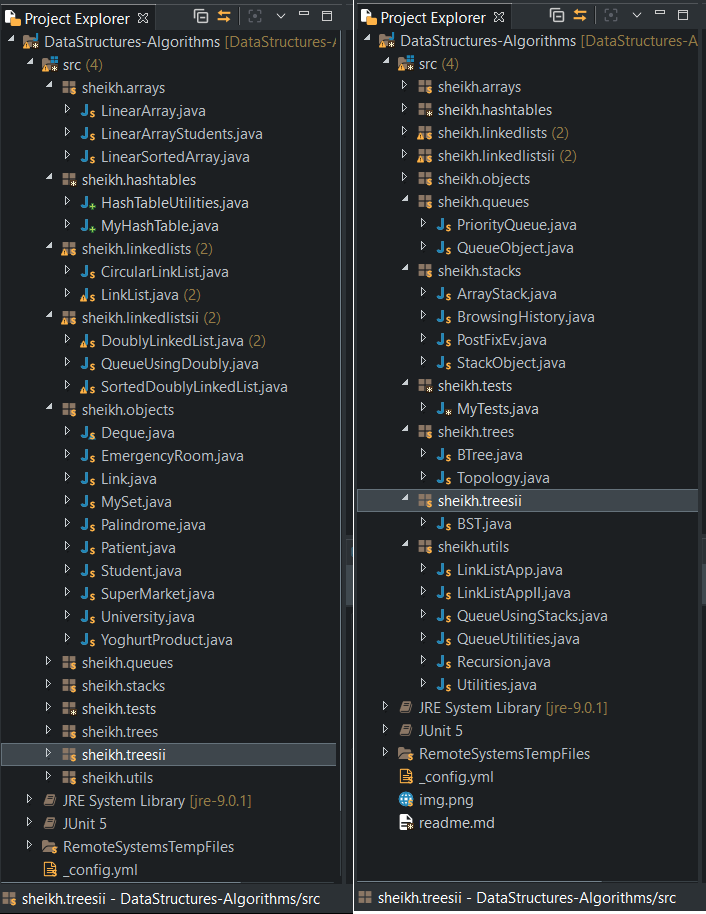 Project Explorer
DataStructures-Algorithms [DataStructures-A
src (4)
sheikh.arrays
LinearArray.java
LinearArrayStudents.java
LinearSortedArray.java
sheikh.hashtables
HashTableUtilities.java
MyHashTable.java
sheikh.linkedlists (2)
CircularLinkList.java
LinkList.java (2)
sheikh.linkedlistsii (2)
DoublyLinkedList.java (2)
QueueUsingDoubly.java
SortedDoublyLinkedList.java
sheikh.objects
Deque.java
EmergencyRoom.java
Link.java
MySet.java
Palindrome.java
Patient.java
Student.java
SuperMarket.java
University.java
YoghurtProduct.java
sheikh.queues
sheikh.stacks
sheikh.tests
sheikh.trees
sheikh.treesii
sheikh.utils
JRE System Library [jre-9.0.1]
JUnit 5
RemoteSystemsTempFiles
_config.yml
sheikh.treesii - DataStructures-Algorithms/src
Project Explorer
DataStructures-Algorithms [DataStructures-A
src (4)
sheikh.arrays
sheikh.hashtables
sheikh.linkedlists (2)
sheikh.linkedlistsii (2)
sheikh.objects
sheikh.queues
PriorityQueue.java
QueueObject.java
sheikh.stacks
ArrayStack.java
BrowsingHistory.java
PostFixEv.java
StackObject.java
sheikh.tests
MyTests.java
sheikh.trees
BTree.java
Topology.java
sheikh.treesii
BST.java
sheikh.utils
LinkListApp.java
LinkListAppII.java
QueueUsingStacks.java
QueueUtilities.java
Recursion.java
Utilities.java
JRE System Library [jre-9.0.1]
JUnit 5
RemoteSystemsTempFiles
_config.yml
img.png
readme.md
sheikh.treesii - DataStructures-Algorithms/src